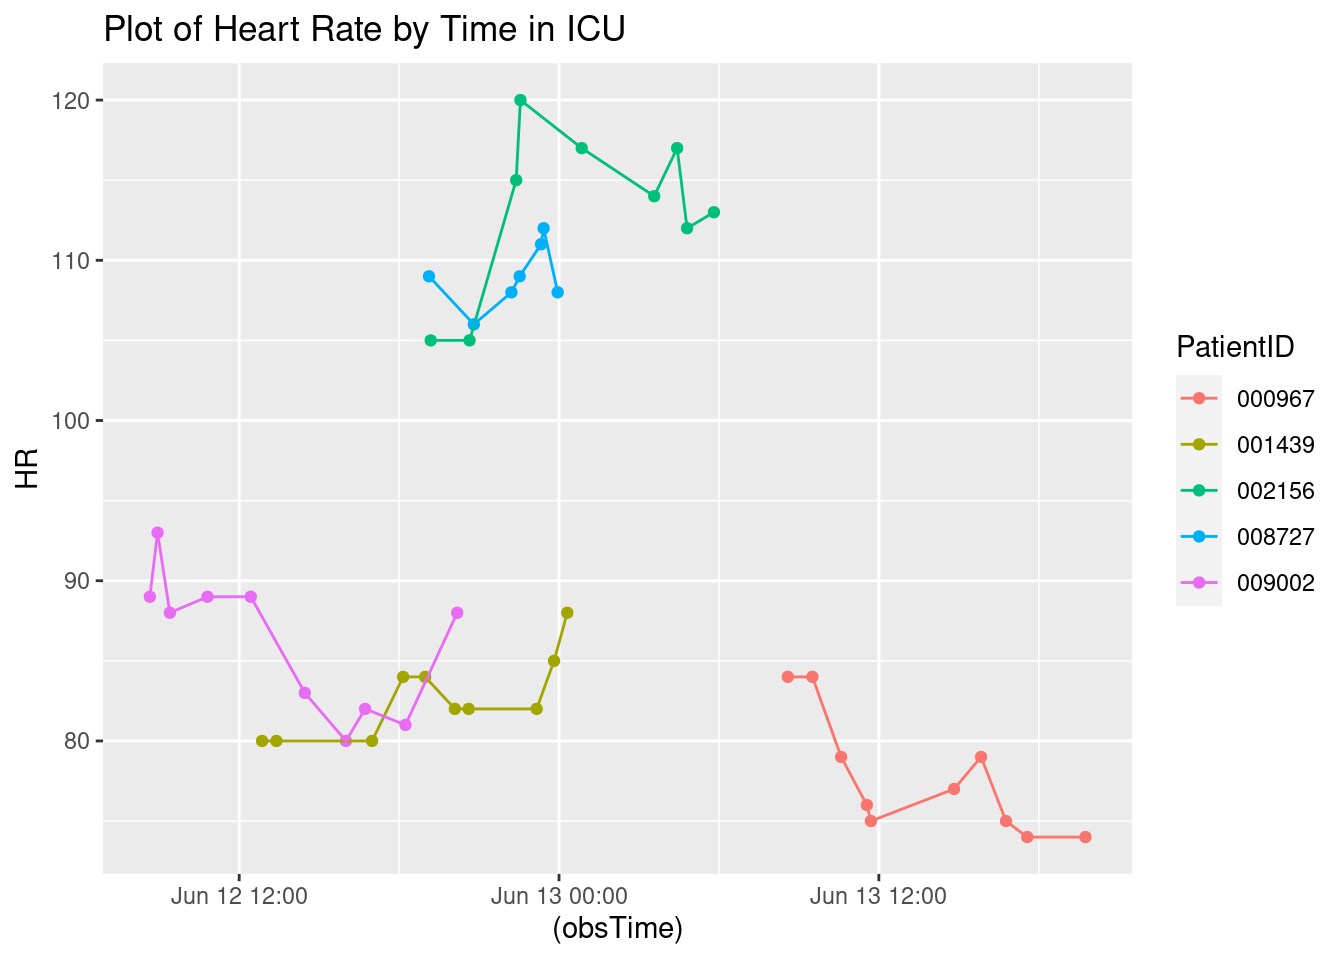 Plot of Heart Rate by Time in ICU
120
110
100
90
80
HR
Jun 12 12:00
Jun 13 00:00
Jun 13 12:00
(obsTime)
PatientID
000967
001439
002156
008727
009002